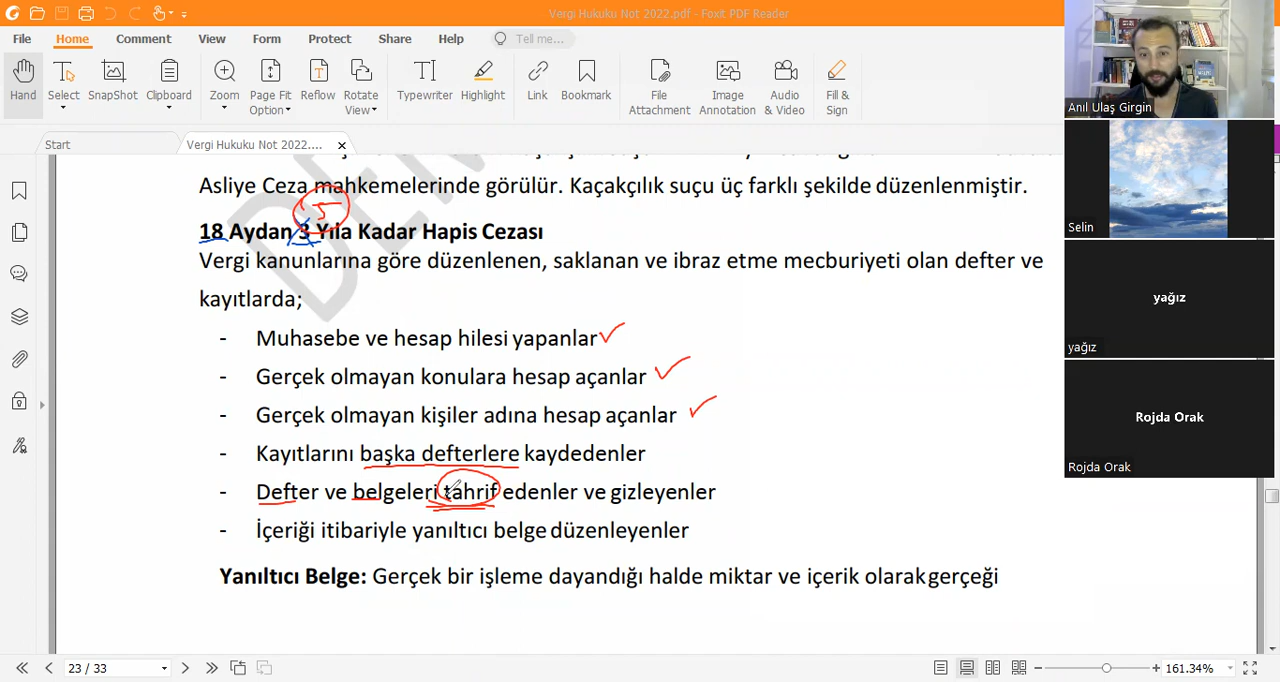 Vergi Hukuku Not 2022.pdf - Foxit PDF Reader
File Home Comment View Form Protect Share Help Tell me...
Hand Select SnapShot Clipboard Zoom Page Fit Option Reflow Rotate View Typewriter Highlight Link Bookmark File Attachment Image Annotation Audio & Video Fill & Sign
Start Vergi Hukuku Not 2022....
Asliye Ceza mahkemelerinde görülür. Kaçakçılık suçu üç farklı şekilde düzenlenmiştir.
5
18 Aydan 3 Yıla Kadar Hapis Cezası
Vergi kanunlarına göre düzenlenen, saklanan ve ibraz etme mecburiyeti olan defter ve
kayıtlarda;
- Muhasebe ve hesap hilesi yapanlar
- Gerçek olmayan konulara hesap açanlar
- Gerçek olmayan kişiler adına hesap açanlar
- Kayıtlarını başka defterlere kaydedenler
- Defter ve belgeleri tahrif edenler ve gizleyenler
- İçeriği itibariyle yanıltıcı belge düzenleyenler
Yanıltıcı Belge: Gerçek bir işleme dayandığı halde miktar ve içerik olarak gerçeği
23 / 33
161.34%
Anıl Ulaş Girgin
Selin
yağız
yağız
Rojda Orak
Rojda Orak